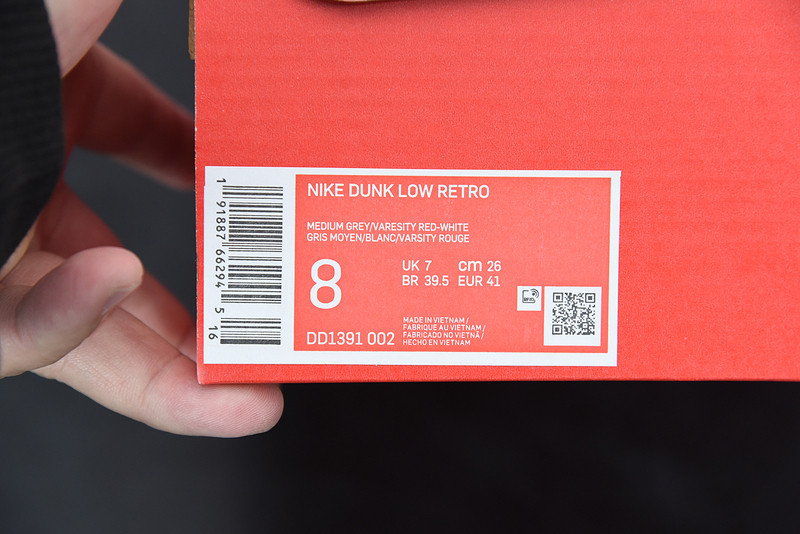 1 91887 66294 5 16
NIKE DUNK LOW RETRO
MEDIUM GREY/VARESITY RED-WHITE
GRIS MOYEN/BLANC/VARSITY ROUGE
8
UK 7 cm 26
BR 39.5 EUR 41
DD1391 002
MADE IN VIETNAM /
FABRIQUE AU VIETNAM /
FABRICADO NO VIETNÃ /
HECHO EN VIETNAM
RFID